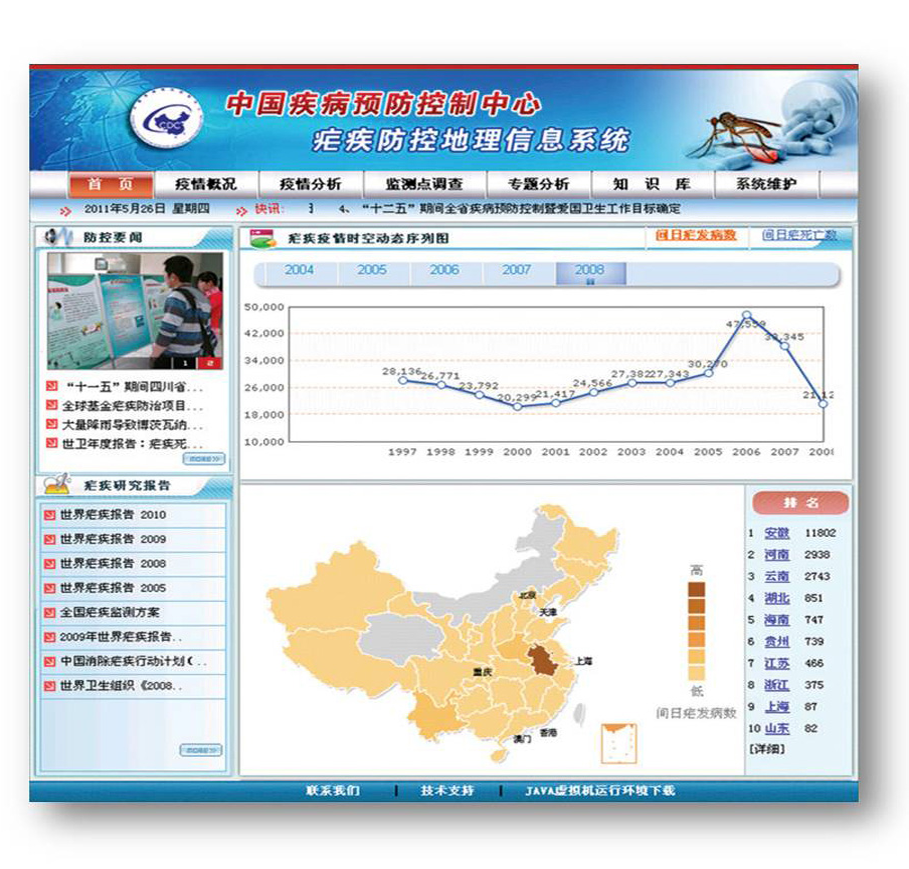 中国疾病预防控制中心
CDC
疟疾防控地理信息系统
首 页 疫情概况 疫情分析 监测点调查 专题分析 知 识 库 系统维护
2011年5月26日 星期四 快讯: 4、“十二五”期间全省疾病预防控制暨爱国卫生工作目标确定
防控要闻
1 2
“十一五”期间四川省...
全球基金疟疾防治项目...
大量降雨导致博茨瓦纳...
世卫年度报告：疟疾死...
more>>
疟疾研究报告
世界疟疾报告 2010
世界疟疾报告 2009
世界疟疾报告 2008
世界疟疾报告 2005
全国疟疾监测方案
2009年世界疟疾报告..
中国消除疟疾行动计划(..
世界卫生组织《2008..
more>>
疟疾疫情时空动态序列图 间日疟发病数 间日疟死亡数
2004 2005 2006 2007 2008
50,000
42,000
34,000
26,000
18,000
10,000
28,136 26,771 23,792 20,299 21,417 24,566 27,382 27,343 30,270
1997 1998 1999 2000 2001 2002 2003 2004 2005 2006 2007
北京
天津
上海
重庆
澳门 香港
高
低
间日疟发病数
排 名
1 安徽 11802
2 河南 2938
3 云南 2743
4 湖北 851
5 海南 747
6 贵州 739
7 江苏 466
8 浙江 375
9 上海 87
10 山东 82
[详细]
联系我们 | 技术支持 | JAVA虚拟机运行环境下载